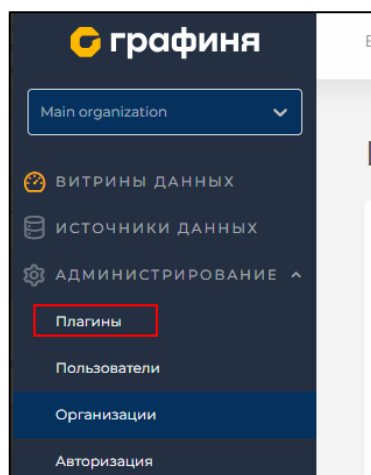 графиня
Main organization
ВИТРИНЫ ДАННЫХ
ИСТОЧНИКИ ДАННЫХ
АДМИНИСТРИРОВАНИЕ
Плагины
Пользователи
Организации
Авторизация